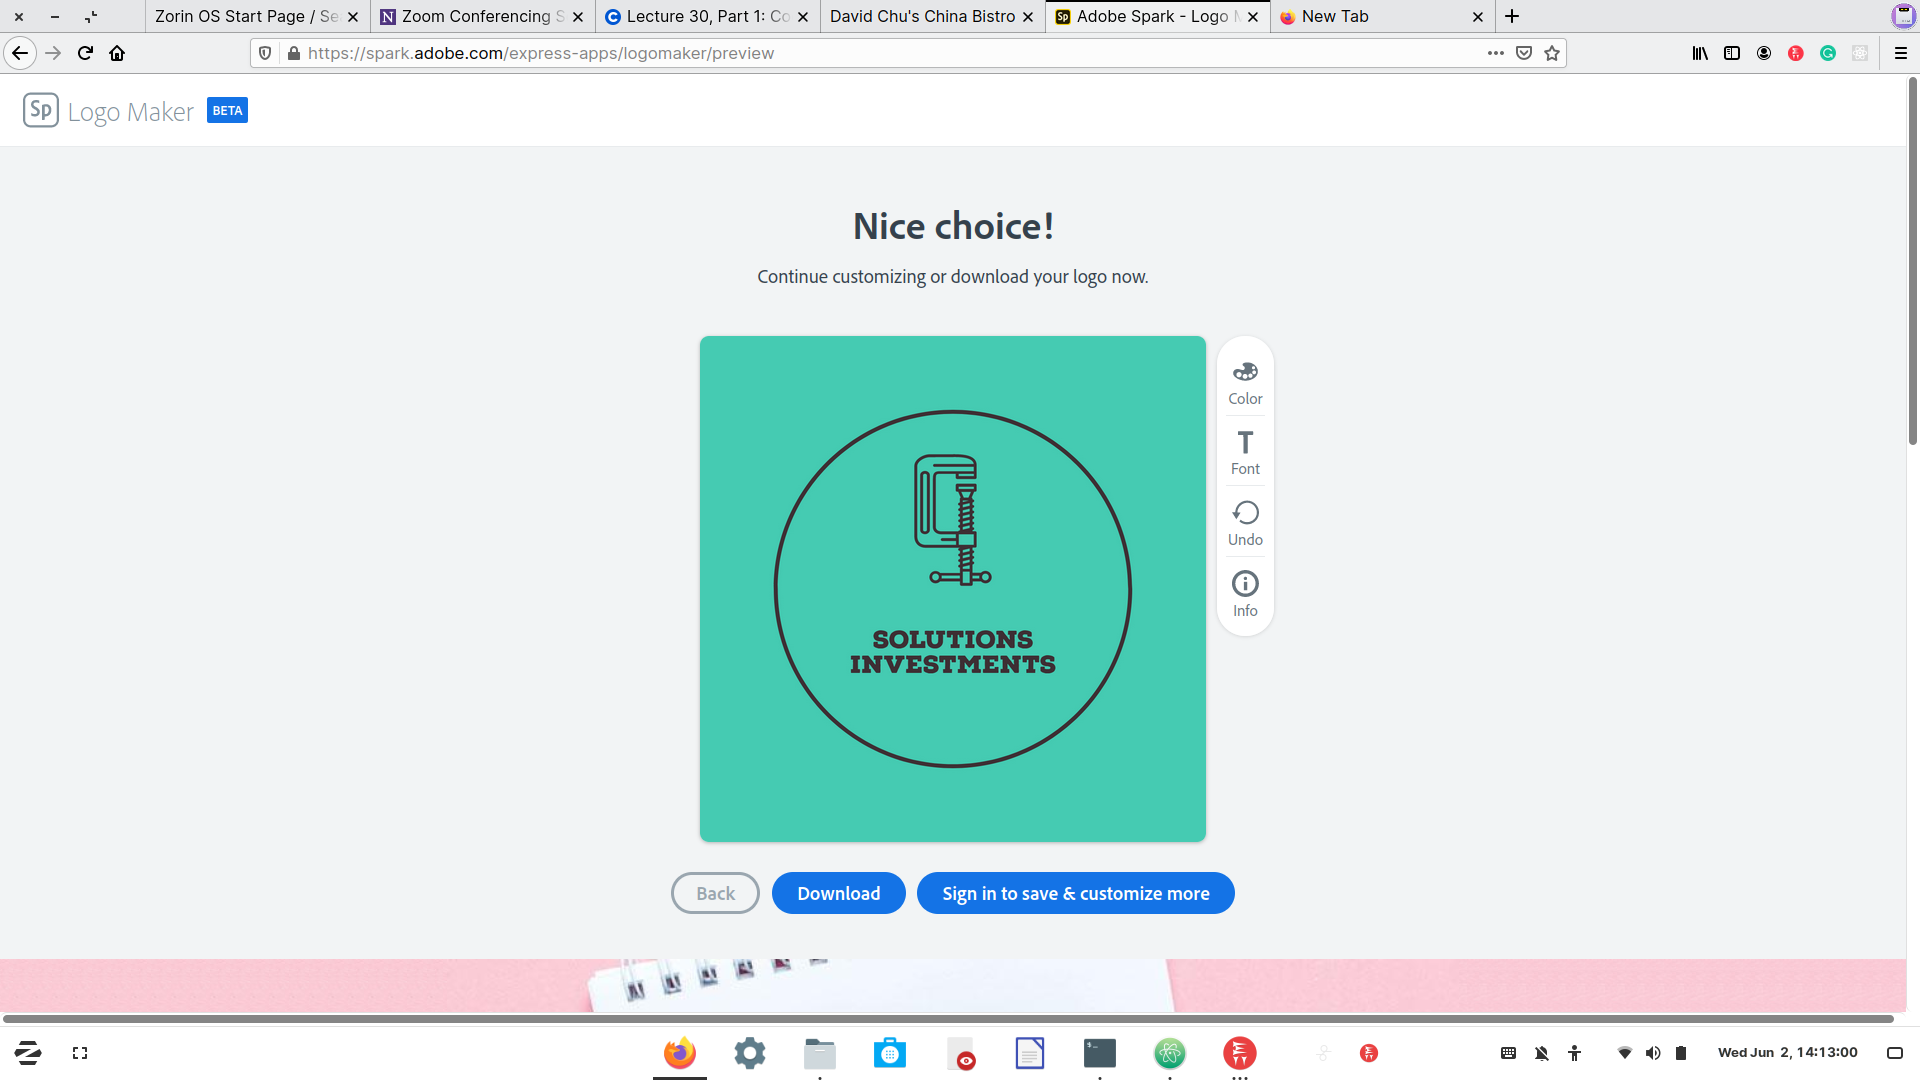 Zorin OS Start Page / Se
Zoom Conferencing S
Lecture 30, Part 1: Co
David Chu's China Bistro
Adobe Spark - Logo M
New Tab
https://spark.adobe.com/express-apps/logomaker/preview
Sp Logo Maker BETA
Nice choice!
Continue customizing or download your logo now.
Color
Font
Undo
Info
SOLUTIONS
INVESTMENTS
Back
Download
Sign in to save & customize more
Wed Jun 2, 14:13:00